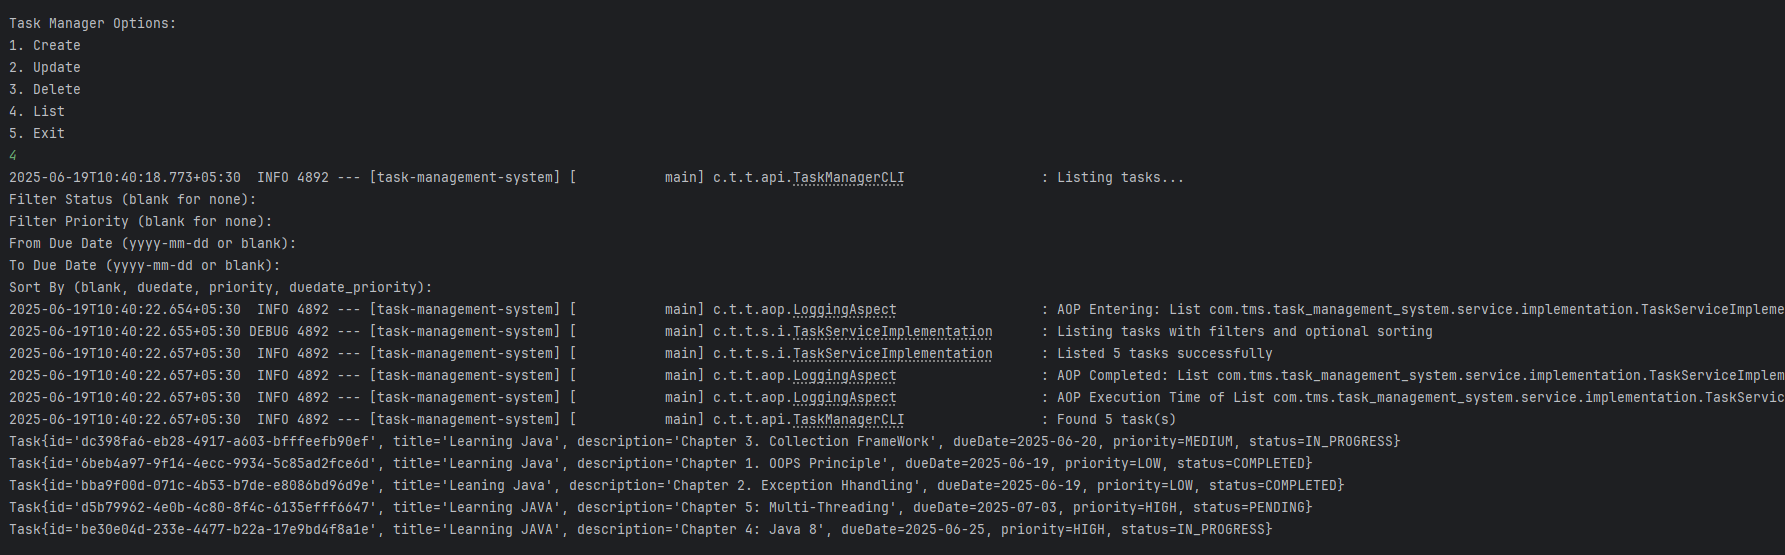 Task Manager Options:
1. Create
2. Update
3. Delete
4. List
5. Exit
4
2025-06-19T10:40:18.773+05:30  INFO 4892 --- [task-management-system] [           main] c.t.t.api.TaskManagerCLI                 : Listing tasks...
Filter Status (blank for none):
Filter Priority (blank for none):
From Due Date (yyyy-mm-dd or blank):
To Due Date (yyyy-mm-dd or blank):
Sort By (blank, duedate, priority, duedate_priority):
2025-06-19T10:40:22.654+05:30  INFO 4892 --- [task-management-system] [           main] c.t.t.aop.LoggingAspect                  : AOP Entering: List com.tms.task_management_system.service.implementation.TaskServiceImpleme
2025-06-19T10:40:22.655+05:30 DEBUG 4892 --- [task-management-system] [           main] c.t.t.s.i.TaskServiceImplementation      : Listing tasks with filters and optional sorting
2025-06-19T10:40:22.657+05:30  INFO 4892 --- [task-management-system] [           main] c.t.t.s.i.TaskServiceImplementation      : Listed 5 tasks successfully
2025-06-19T10:40:22.657+05:30  INFO 4892 --- [task-management-system] [           main] c.t.t.aop.LoggingAspect                  : AOP Completed: List com.tms.task_management_system.service.implementation.TaskServiceImplem
2025-06-19T10:40:22.657+05:30  INFO 4892 --- [task-management-system] [           main] c.t.t.aop.LoggingAspect                  : AOP Execution Time of List com.tms.task_management_system.service.implementation.TaskServic
2025-06-19T10:40:22.657+05:30  INFO 4892 --- [task-management-system] [           main] c.t.t.api.TaskManagerCLI                 : Found 5 task(s)
Task{id='dc398fa6-eb28-4917-a603-bfffeefb90ef', title='Learning Java', description='Chapter 3. Collection FrameWork', dueDate=2025-06-20, priority=MEDIUM, status=IN_PROGRESS}
Task{id='6beb4a97-9f14-4ecc-9934-5c85ad2fce6d', title='Learning Java', description='Chapter 1. OOPS Principle', dueDate=2025-06-19, priority=LOW, status=COMPLETED}
Task{id='bba9f00d-071c-4b53-b7de-e8086bd96d9e', title='Leaning Java', description='Chapter 2. Exception Hhandling', dueDate=2025-06-19, priority=LOW, status=COMPLETED}
Task{id='d5b79962-4e0b-4c80-8f4c-6135efff6647', title='Learning JAVA', description='Chapter 5: Multi-Threading', dueDate=2025-07-03, priority=HIGH, status=PENDING}
Task{id='be30e04d-233e-4477-b22a-17e9bd4f8a1e', title='Learning JAVA', description='Chapter 4: Java 8', dueDate=2025-06-25, priority=HIGH, status=IN_PROGRESS}